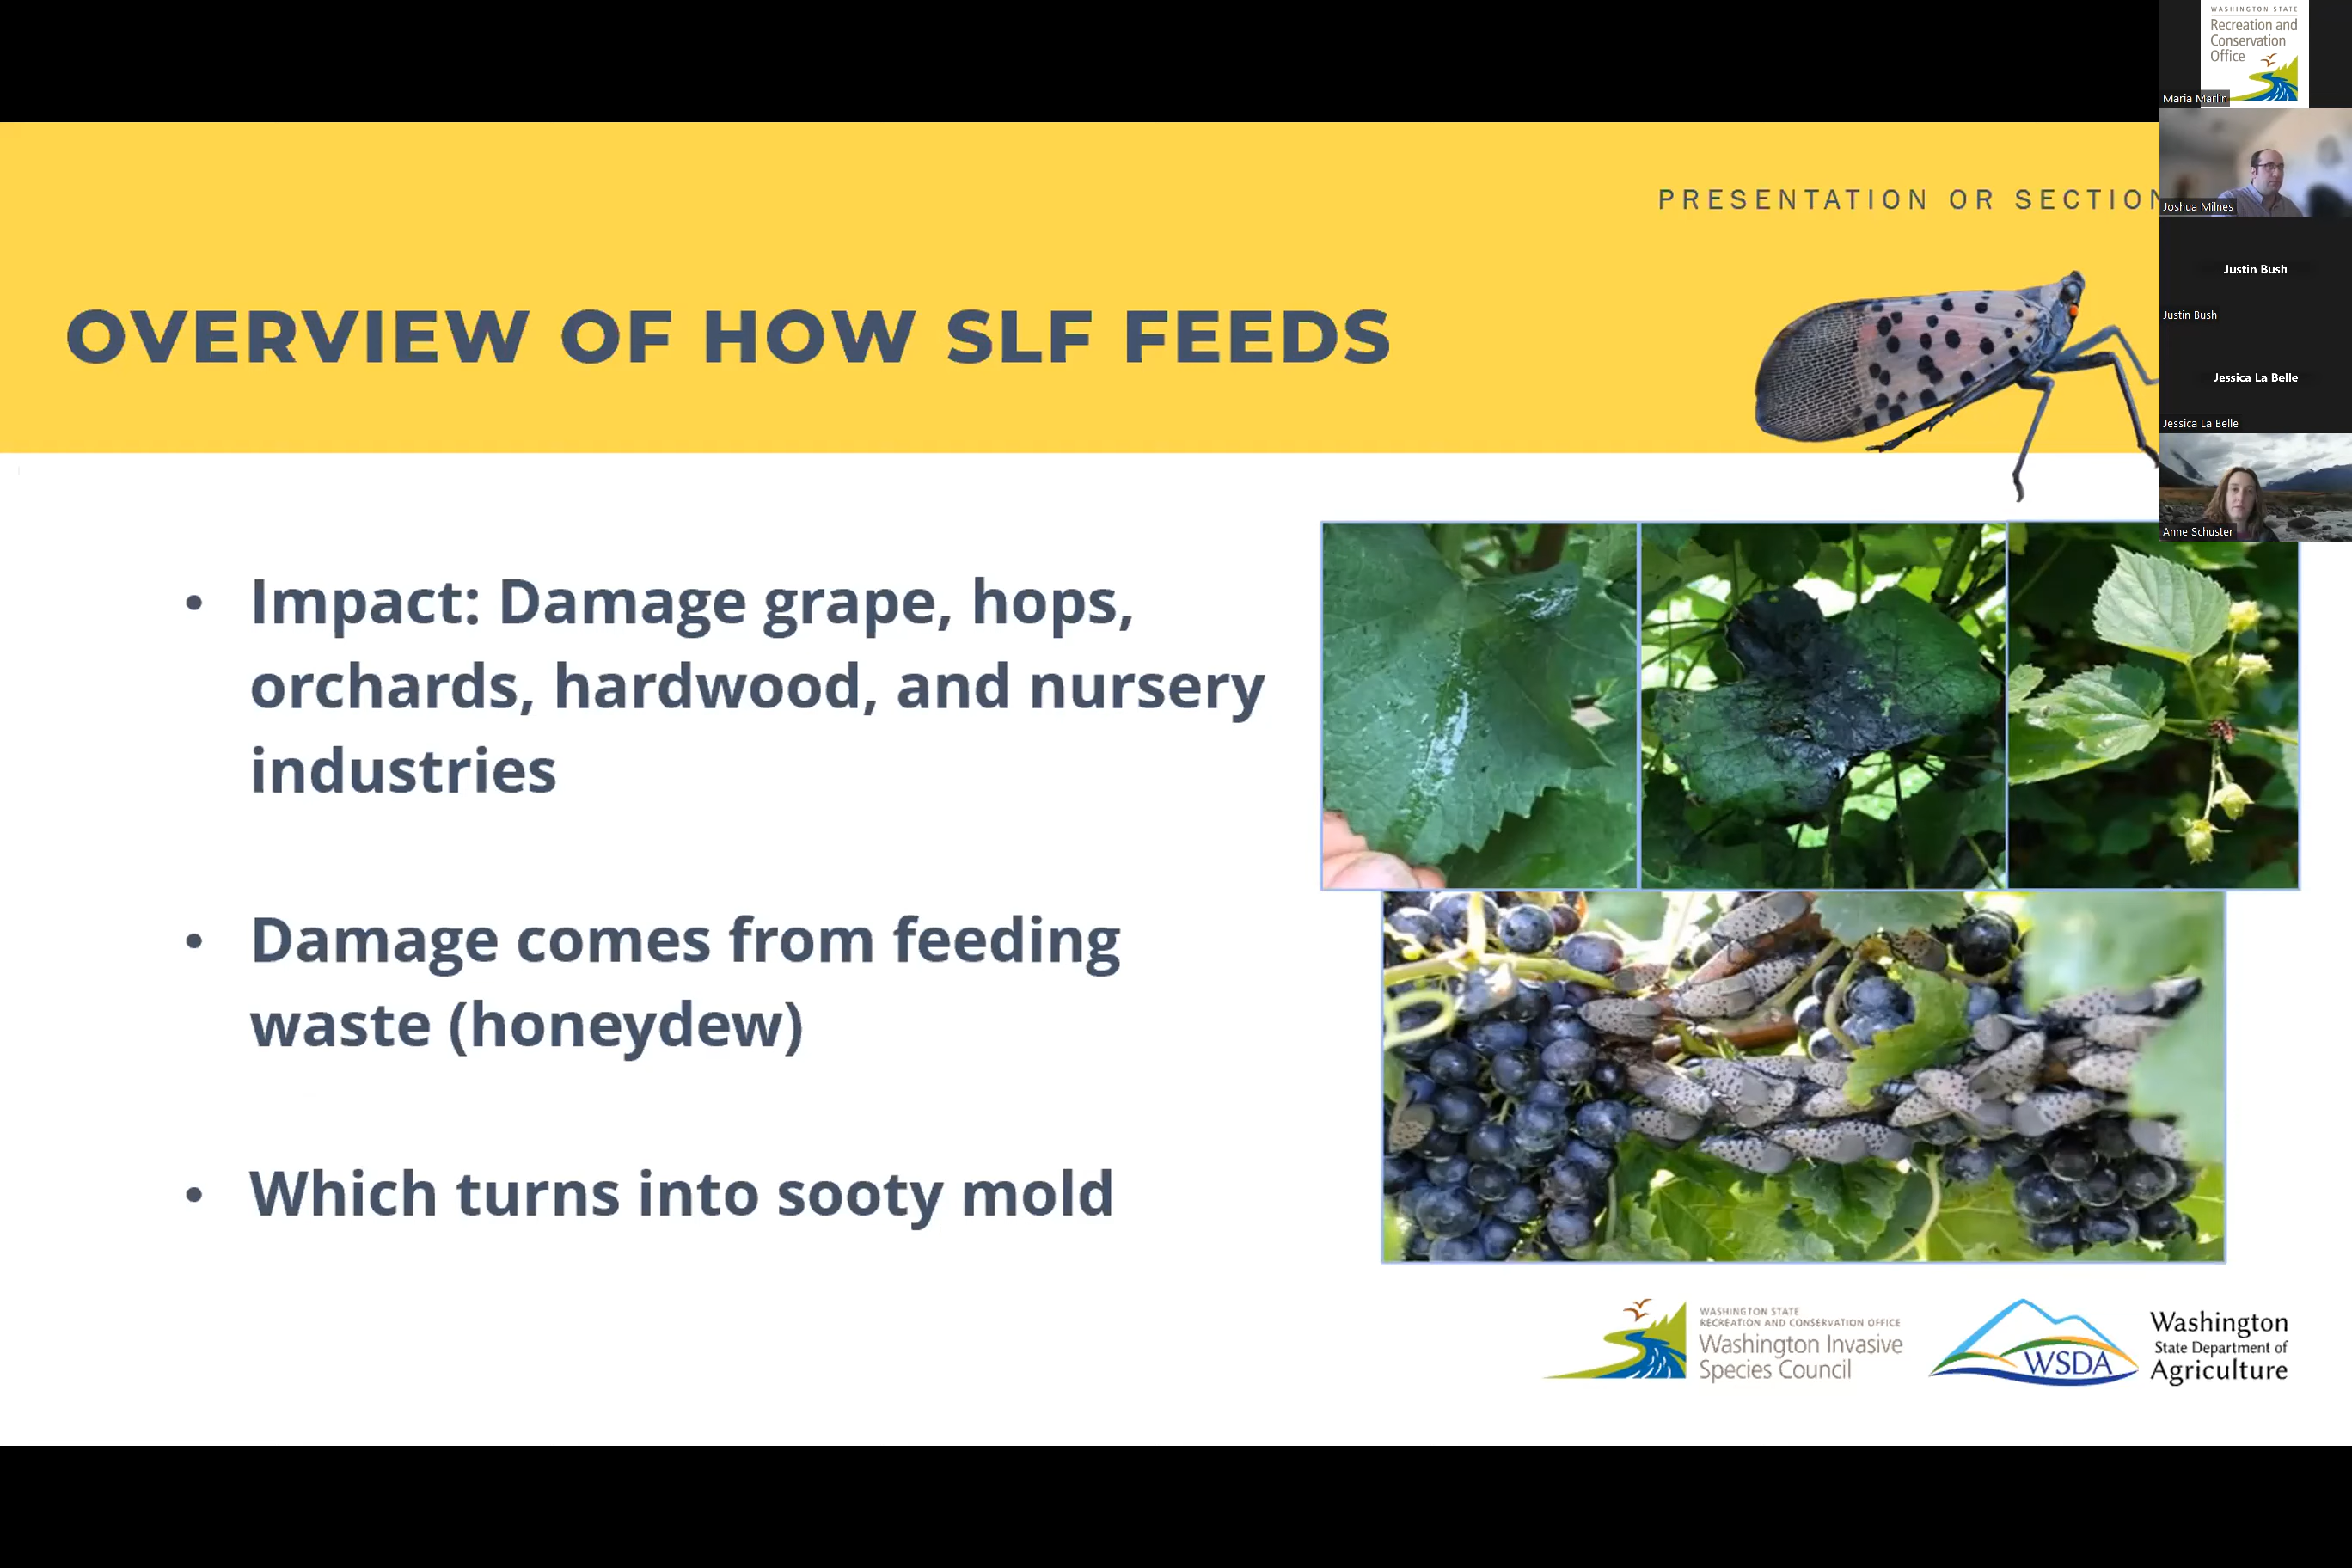 PRESENTATION OR SECTION
OVERVIEW OF HOW SLF FEEDS
• Impact: Damage grape, hops,
orchards, hardwood, and nursery
industries
• Damage comes from feeding
waste (honeydew)
• Which turns into sooty mold
WASHINGTON STATE
RECREATION AND CONSERVATION OFFICE
Washington Invasive
Species Council
WSDA
Washington
State Department of
Agriculture
WASHINGTON STATE
Recreation and
Conservation
Office
Maria Marlin
Joshua Milnes
Justin Bush
Justin Bush
Jessica La Belle
Jessica La Belle
Anne Schuster